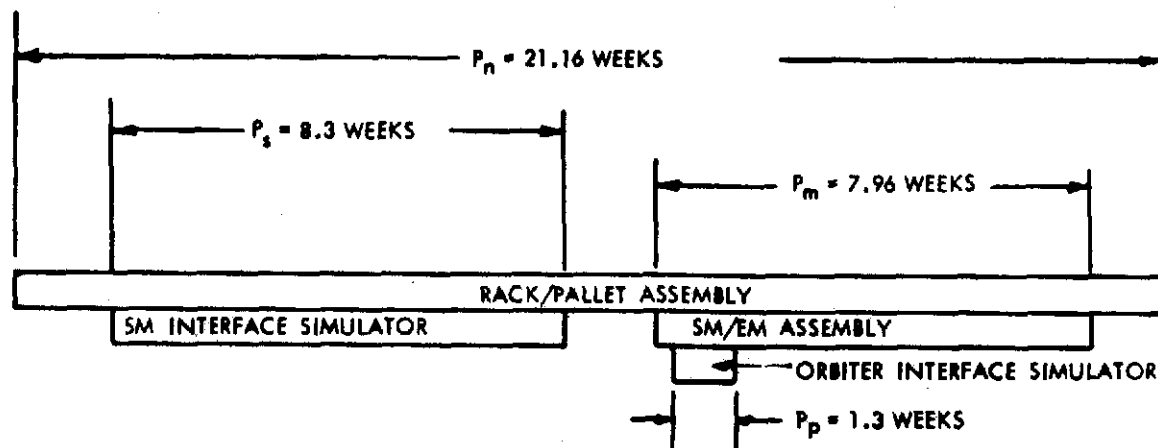 Pn = 21.16 WEEKS
Ps = 8.3 WEEKS
Pm = 7.96 WEEKS
RACK/PALLET ASSEMBLY
SM INTERFACE SIMULATOR
SM/EM ASSEMBLY
ORBITER INTERFACE SIMULATOR
Pp = 1.3 WEEKS